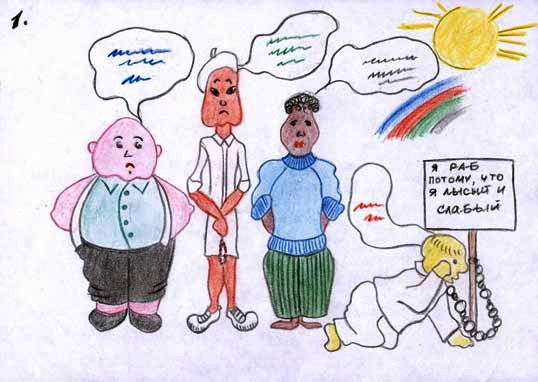 1.
Я РАБ
ПОТОМУ, ЧТО
Я ЛЫСЫЙ И
СЛАБЫЙ